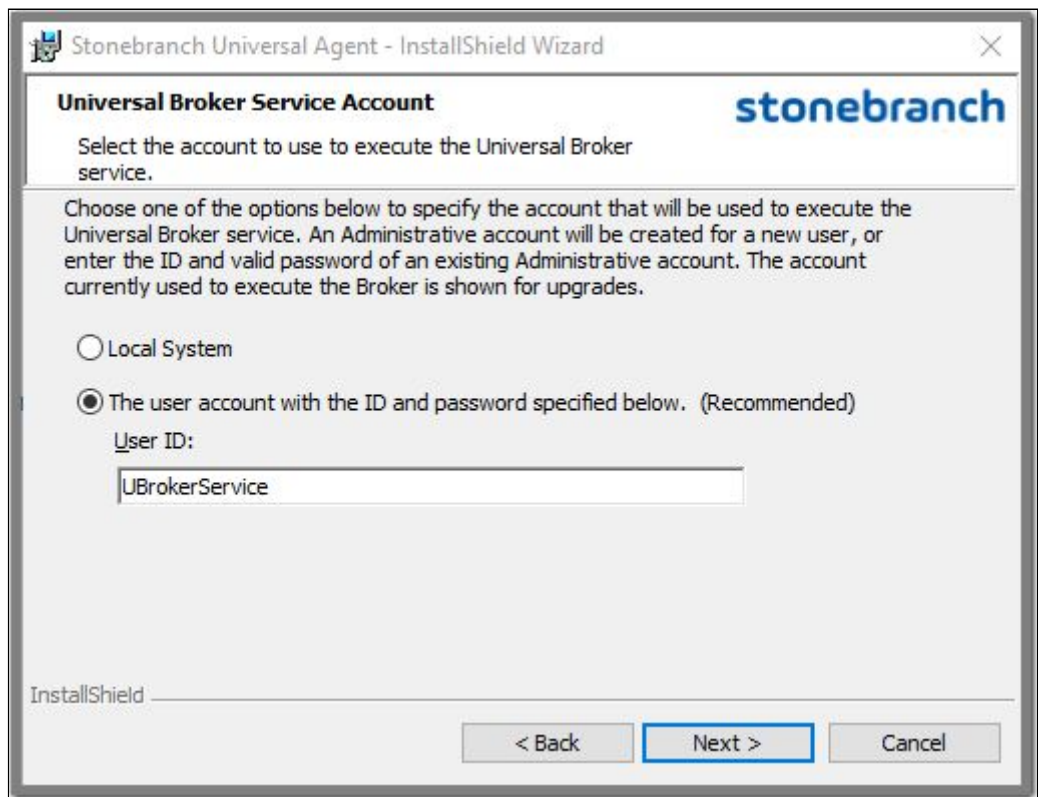 Stonebranch Universal Agent - InstallShield Wizard
Universal Broker Service Account
stonebranch
Select the account to use to execute the Universal Broker
service.
Choose one of the options below to specify the account that will be used to execute the
Universal Broker service. An Administrative account will be created for a new user, or
enter the ID and valid password of an existing Administrative account. The account
currently used to execute the Broker is shown for upgrades.
Local System
The user account with the ID and password specified below. (Recommended)
User ID:
UBrokerService
InstallShield
< Back
Next >
Cancel